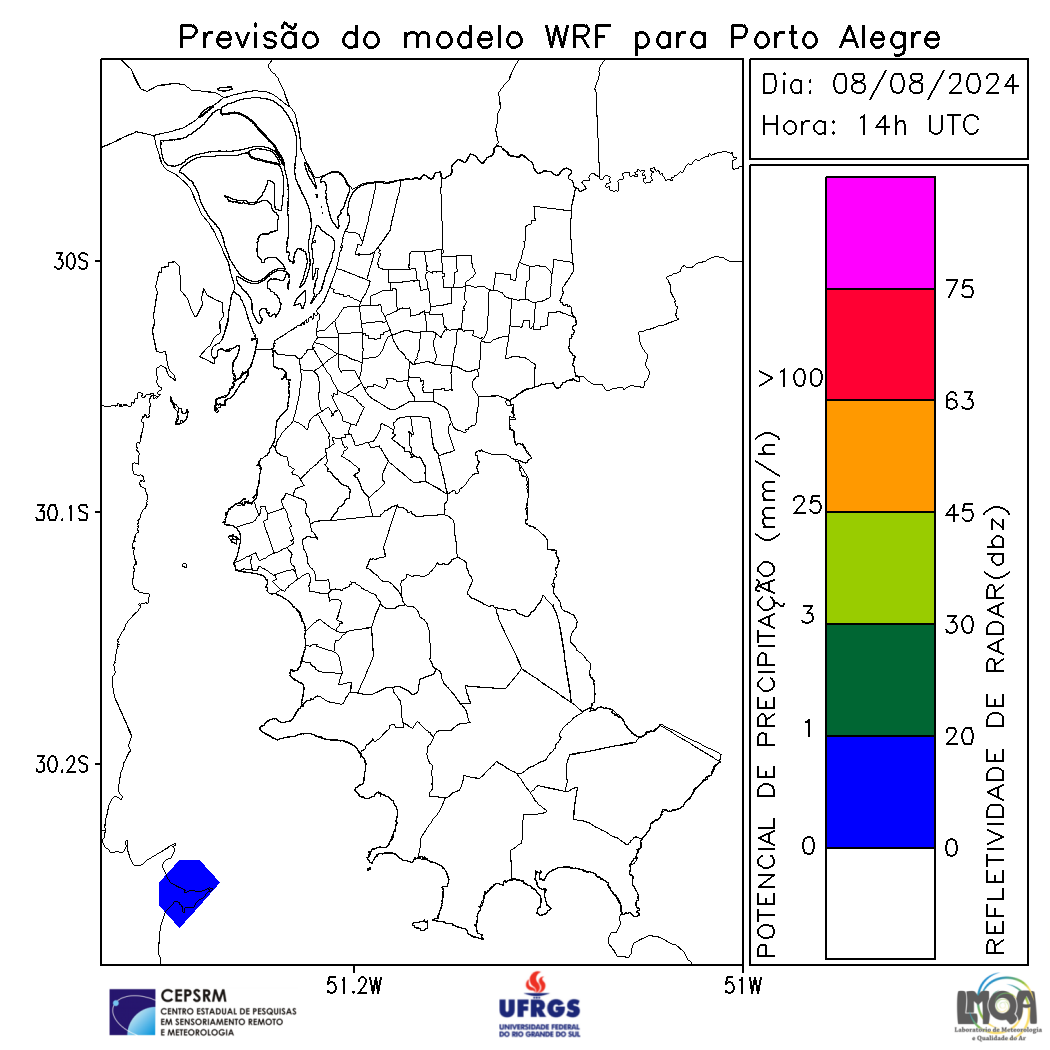 Previsão do modelo WRF para Porto Alegre
Dia: 08/08/2024
Hora: 14h UTC
30S
30.1S
30.2S
51.2W
51W
POTENCIAL DE PRECIPITAÇÃO (mm/h)
>100
25
3
1
0
75
63
45
30
20
0
REFLETIVIDADE DE RADAR(dbz)
CEPSRM
CENTRO ESTADUAL DE PESQUISAS
EM SENSORIAMENTO REMOTO
E METEOROLOGIA
UFRGS
UNIVERSIDADE FEDERAL
DO RIO GRANDE DO SUL
LMQA
Laboratório de Meteorologia
e Qualidade do Ar